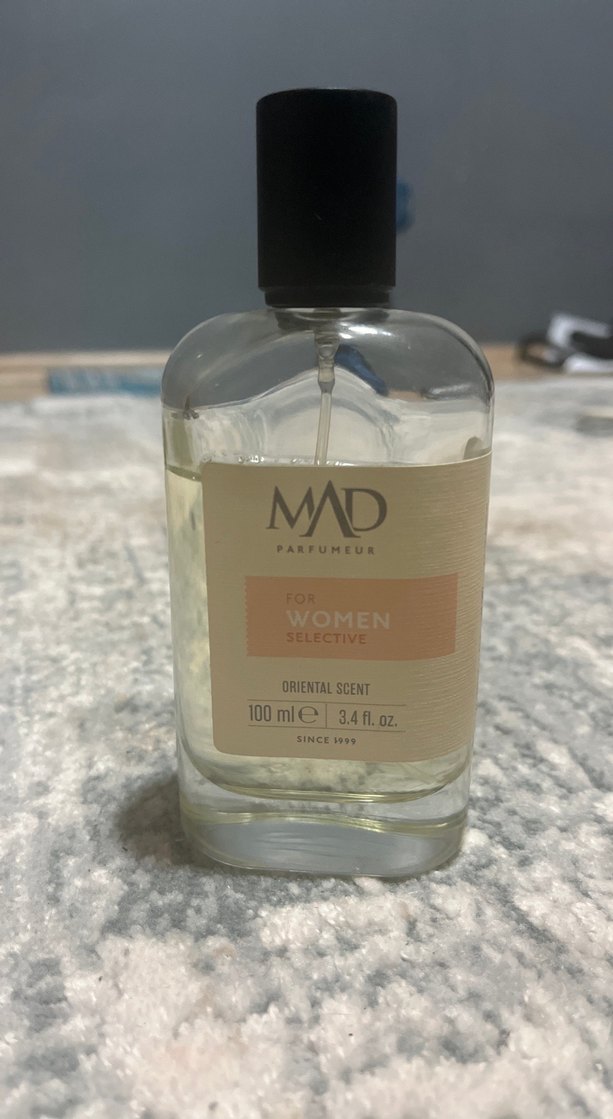 MAD
PARFUMEUR
FOR
WOMEN
SELECTIVE
ORIENTAL SCENT
100 ml ℮ 3.4 fl. oz.
SINCE 1999